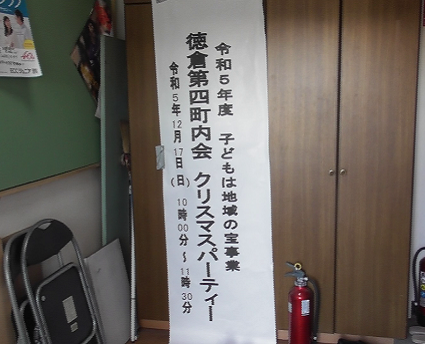 令和5年度 子どもは地域の宝事業
徳倉第四町内会 クリスマスパーティー
令和5年12月17日(日) 10時00分～11時30分